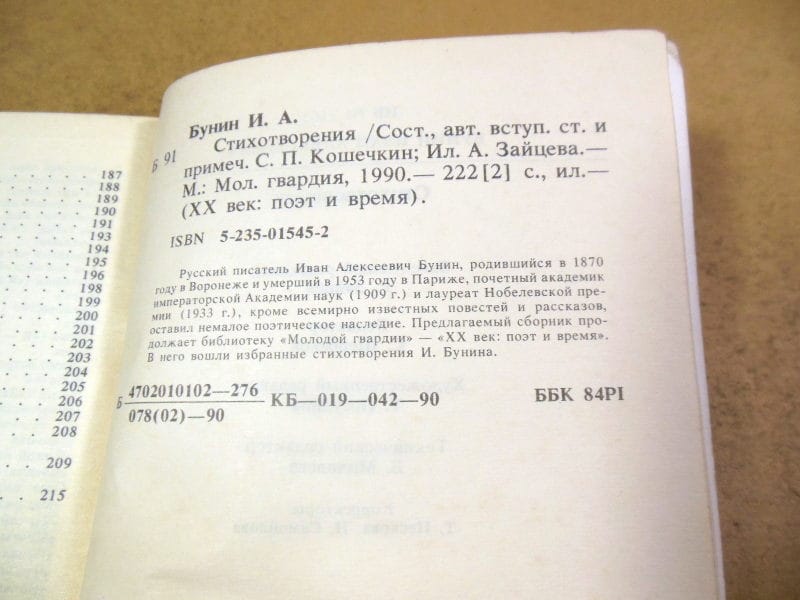 187
188
189
190
191
193
194
195
196
198
199
200
201
202
203
204
205
206
207
208
209
215
Бунин И. А.
Б 91
Стихотворения /Сост., авт. вступ. ст. и
примеч. С. П. Кошечкин; Ил. А. Зайцева.—
М.: Мол. гвардия, 1990.— 222[2] с., ил.—
(XX век: поэт и время).
ISBN 5-235-01545-2
Русский писатель Иван Алексеевич Бунин, родившийся в 1870
году в Воронеже и умерший в 1953 году в Париже, почетный академик
императорской Академии наук (1909 г.) и лауреат Нобелевской пре-
мии (1933 г.), кроме всемирно известных повестей и рассказов,
оставил немалое поэтическое наследие. Предлагаемый сборник про-
должает библиотеку «Молодой гвардии» — «XX век: поэт и время».
В него вошли избранные стихотворения И. Бунина.
Б 4702010102—276 КБ—019—042—90 ББК 84Р1
078(02)—90